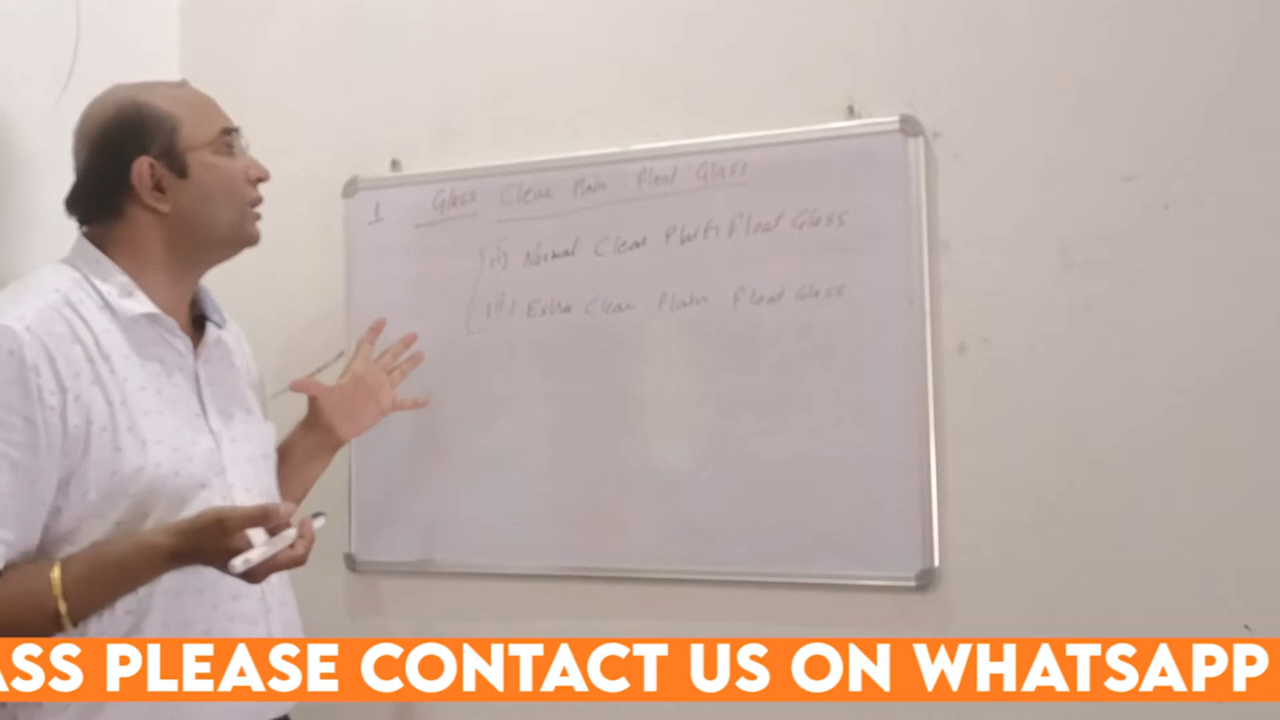 1 Glass Clear Plain Float Glass
(i) Normal Clear Plain Float Glass
(ii) Extra Clear Plain Float Glass
ASS PLEASE CONTACT US ON WHATSAPP